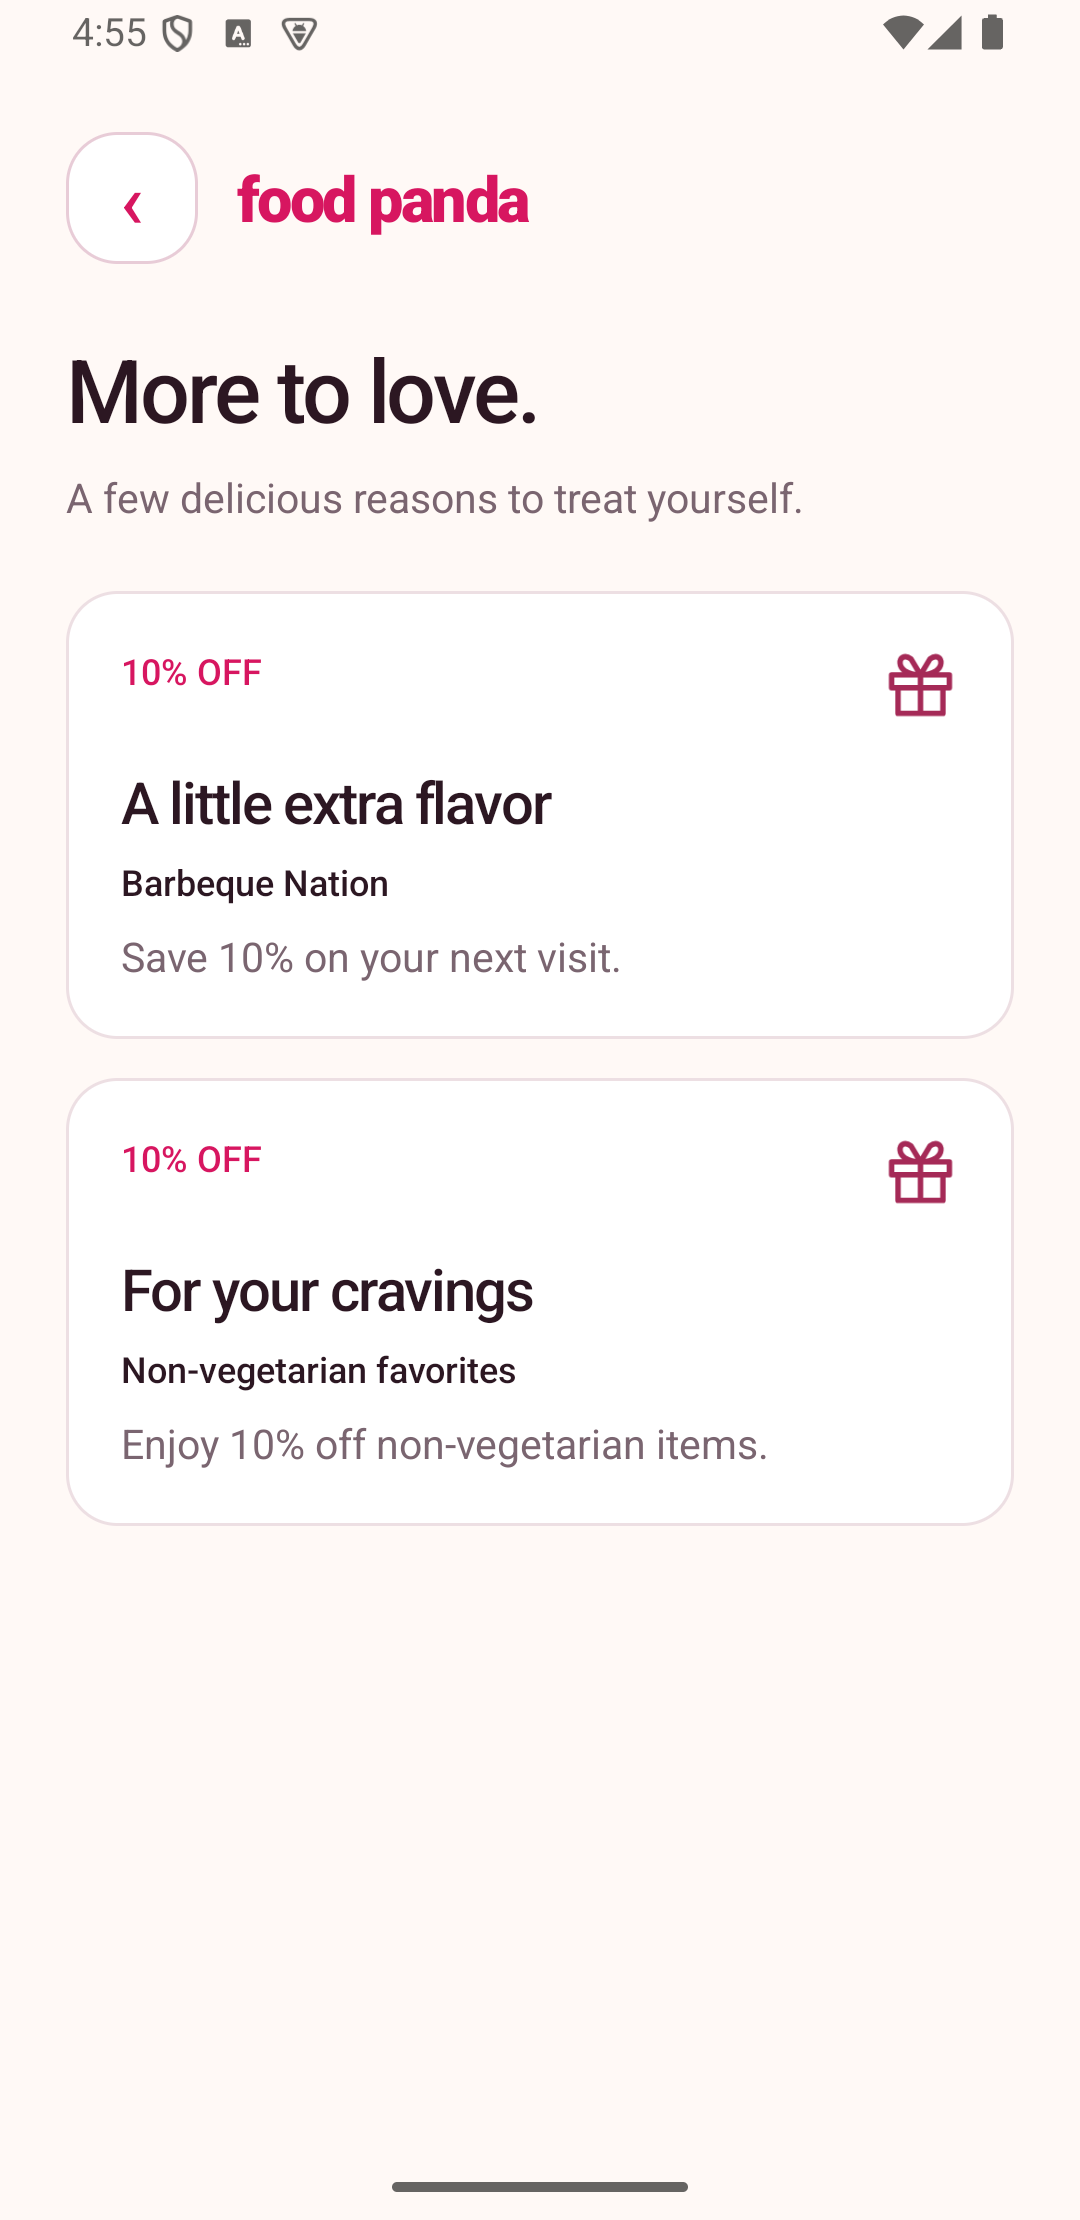 4:55
‹
food panda
More to love.
A few delicious reasons to treat yourself.
10% OFF
A little extra flavor
Barbeque Nation
Save 10% on your next visit.
10% OFF
For your cravings
Non-vegetarian favorites
Enjoy 10% off non-vegetarian items.